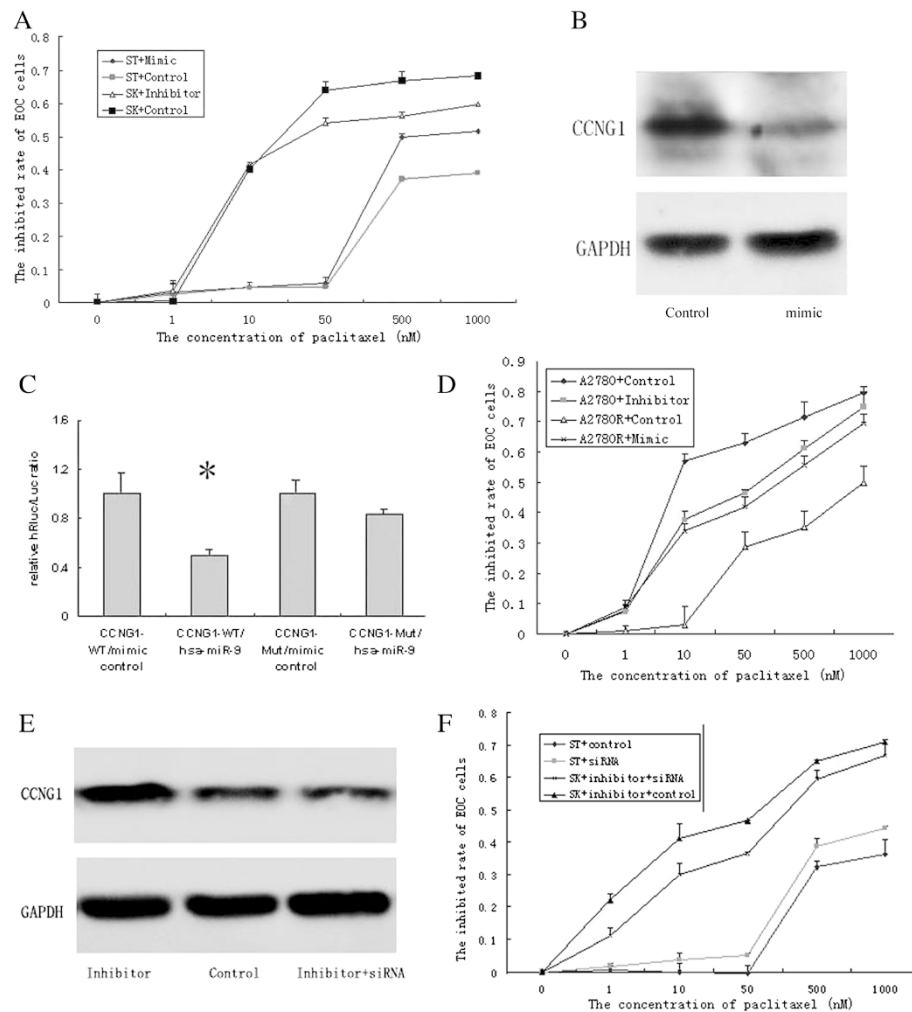 A
The inhibited rate of EOC cells
0.8
0.7
0.6
0.5
0.4
0.3
0.2
0.1
0
ST+Mimic
ST+Control
SK+Inhibitor
SK+Control
0 1 10 50 500 1000
The concentration of paclitaxel (nM)
B
CCNG1
GAPDH
Control mimic
C
relative hRluc/Luc ratio
1.6
1.2
0.8
0.4
0
*
CCNG1-
WT/mimic
control
CCNG1-WT/
hsa-miR-9
CCNG1-
Mut/mimic
control
CCNG1-Mut/
hsa-miR-9
D
The inhibited rate of EOC cells
0.9
0.8
0.7
0.6
0.5
0.4
0.3
0.2
0.1
0
A2780+Control
A2780+Inhibitor
A2780R+Control
A2780R+Mimic
0 1 10 50 500 1000
The concentration of paclitaxel (nM)
E
CCNG1
GAPDH
Inhibitor Control Inhibitor+siRNA
F
The inhibited rate of EOC cells
0.8
0.7
0.6
0.5
0.4
0.3
0.2
0.1
0
ST+control
ST+siRNA
SK+inhibitor+siRNA
SK+inhibitor+control
0 1 10 50 500 1000
The concentration of paclitaxel (nM)